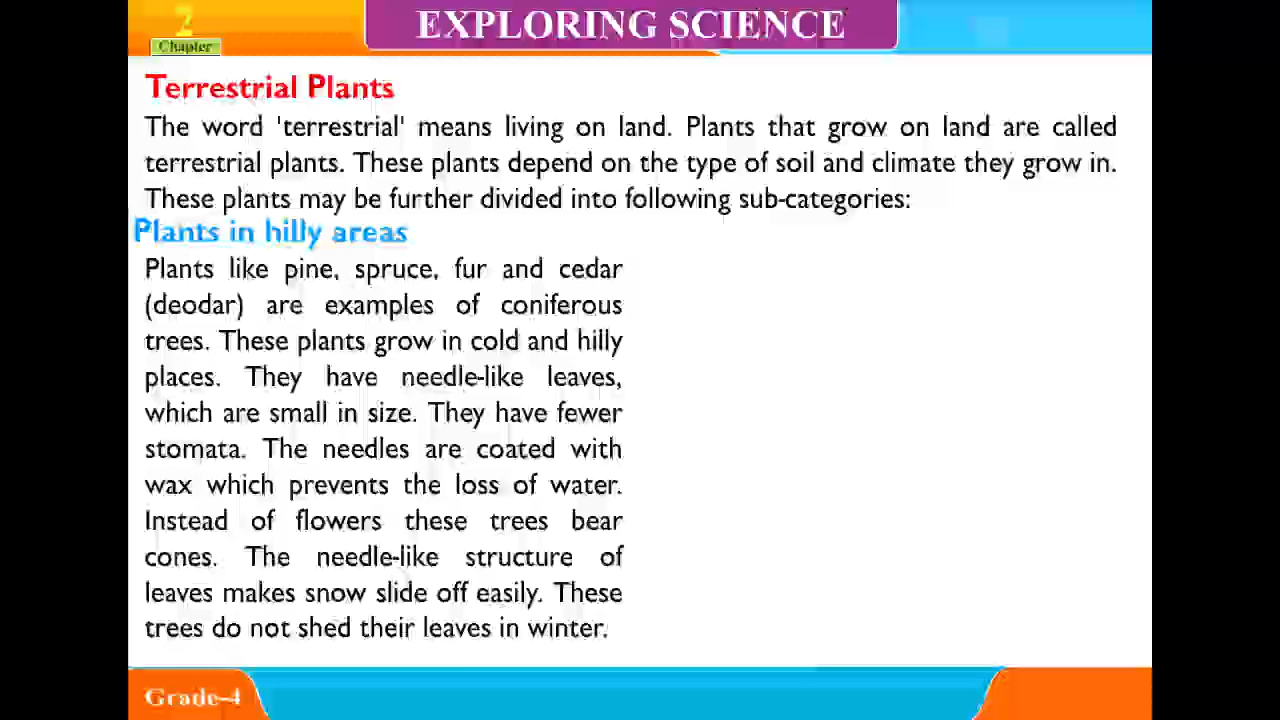 2
Chapter
EXPLORING SCIENCE
Terrestrial Plants
The word 'terrestrial' means living on land. Plants that grow on land are called
terrestrial plants. These plants depend on the type of soil and climate they grow in.
These plants may be further divided into following sub-categories:
Plants in hilly areas
Plants like pine, spruce, fur and cedar
(deodar) are examples of coniferous
trees. These plants grow in cold and hilly
places. They have needle-like leaves,
which are small in size. They have fewer
stomata. The needles are coated with
wax which prevents the loss of water.
Instead of flowers these trees bear
cones. The needle-like structure of
leaves makes snow slide off easily. These
trees do not shed their leaves in winter.
Grade-4